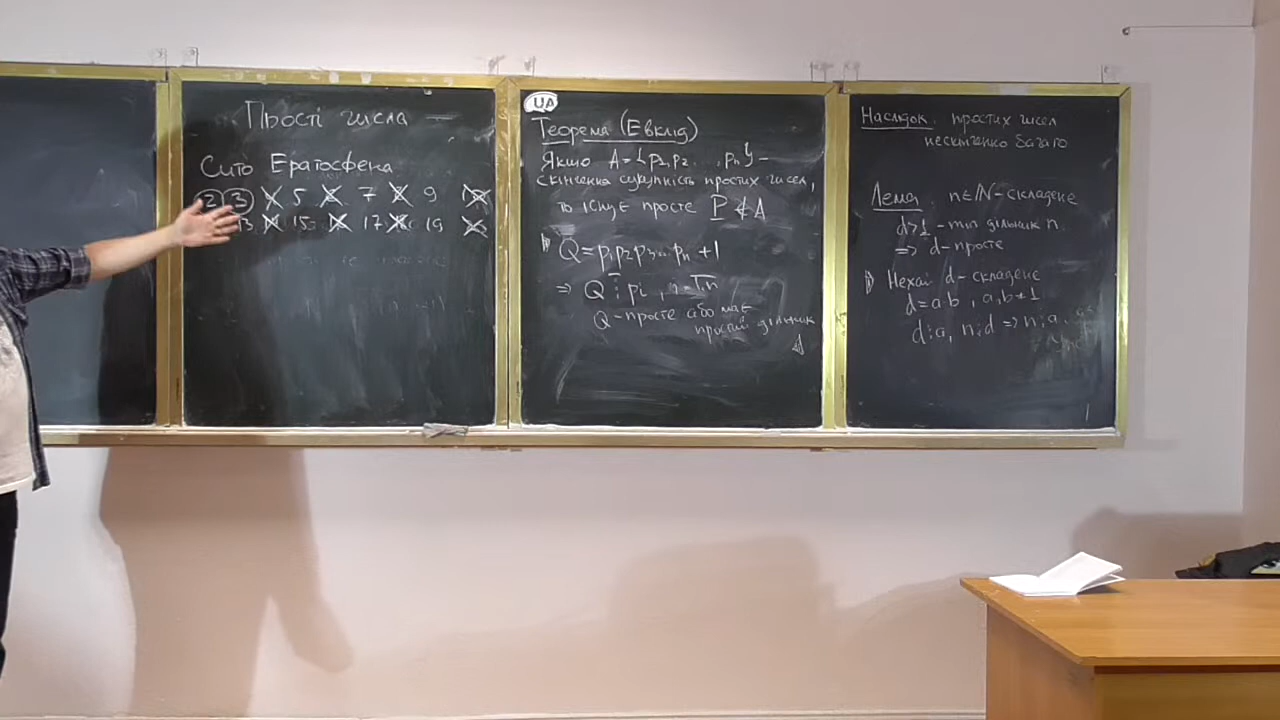 Прості числа
Сито Ератосфена
2 3 4 5 6 7 8 9 10
13 14 15 16 17 18 19 20
UA
Теорема (Евклід)
Якщо A = {p₁, p₂ ..., pₙ} –
скінченна сукупність простих чисел,
то існує просте P ∉ A
Q = p₁p₂p₃...pₙ + 1
⇒ Q ⋮ pᵢ, i = 1,n
Q – просте або має
простий дільник
Наслідок: простих чисел
нескінченно багато
Лема: n ∈ ℕ – складене
d > 1 – min дільник n.
⇒ d – просте
Нехай d – складене
d = a·b, a,b ≠ 1
d ⋮ a, n ⋮ d ⇒ n ⋮ a,